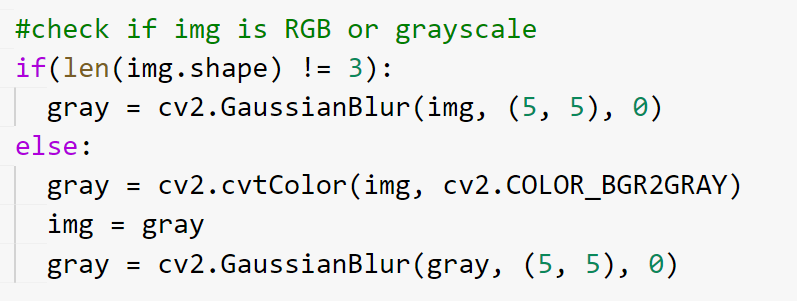 #check if img is RGB or grayscale
if(len(img.shape) != 3):
  gray = cv2.GaussianBlur(img, (5, 5), 0)
else:
  gray = cv2.cvtColor(img, cv2.COLOR_BGR2GRAY)
  img = gray
  gray = cv2.GaussianBlur(gray, (5, 5), 0)